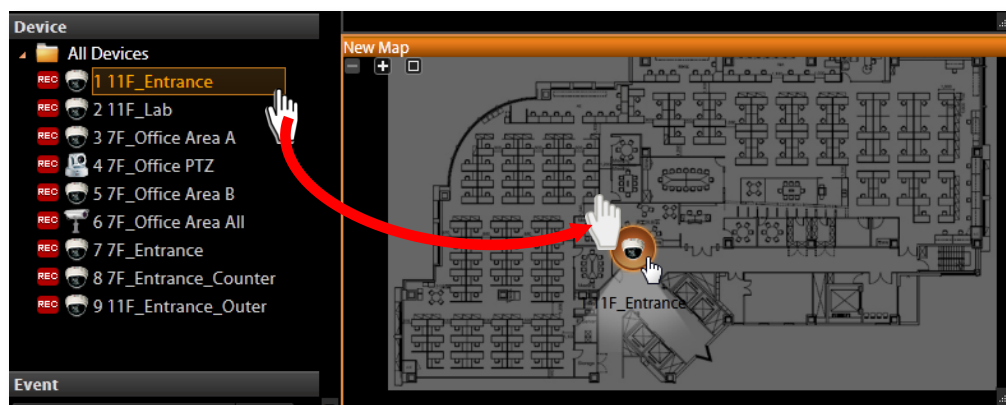 Device
All Devices
REC 1 11F_Entrance
REC 2 11F_Lab
REC 3 7F_Office Area A
REC 4 7F_Office PTZ
REC 5 7F_Office Area B
REC 6 7F_Office Area All
REC 7 7F_Entrance
REC 8 7F_Entrance_Counter
REC 9 11F_Entrance_Outer
Event
New Map
11F_Entrance
Storage